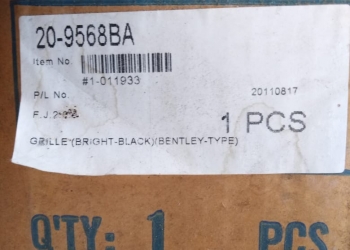 20-9568BA
Item No
#1-011933
P/L No. 20110817
F.J.
1 PCS
GRILLE (BRIGHT-BLACK)(BENTLEY-TYPE)
Q'TY: 1 PCS